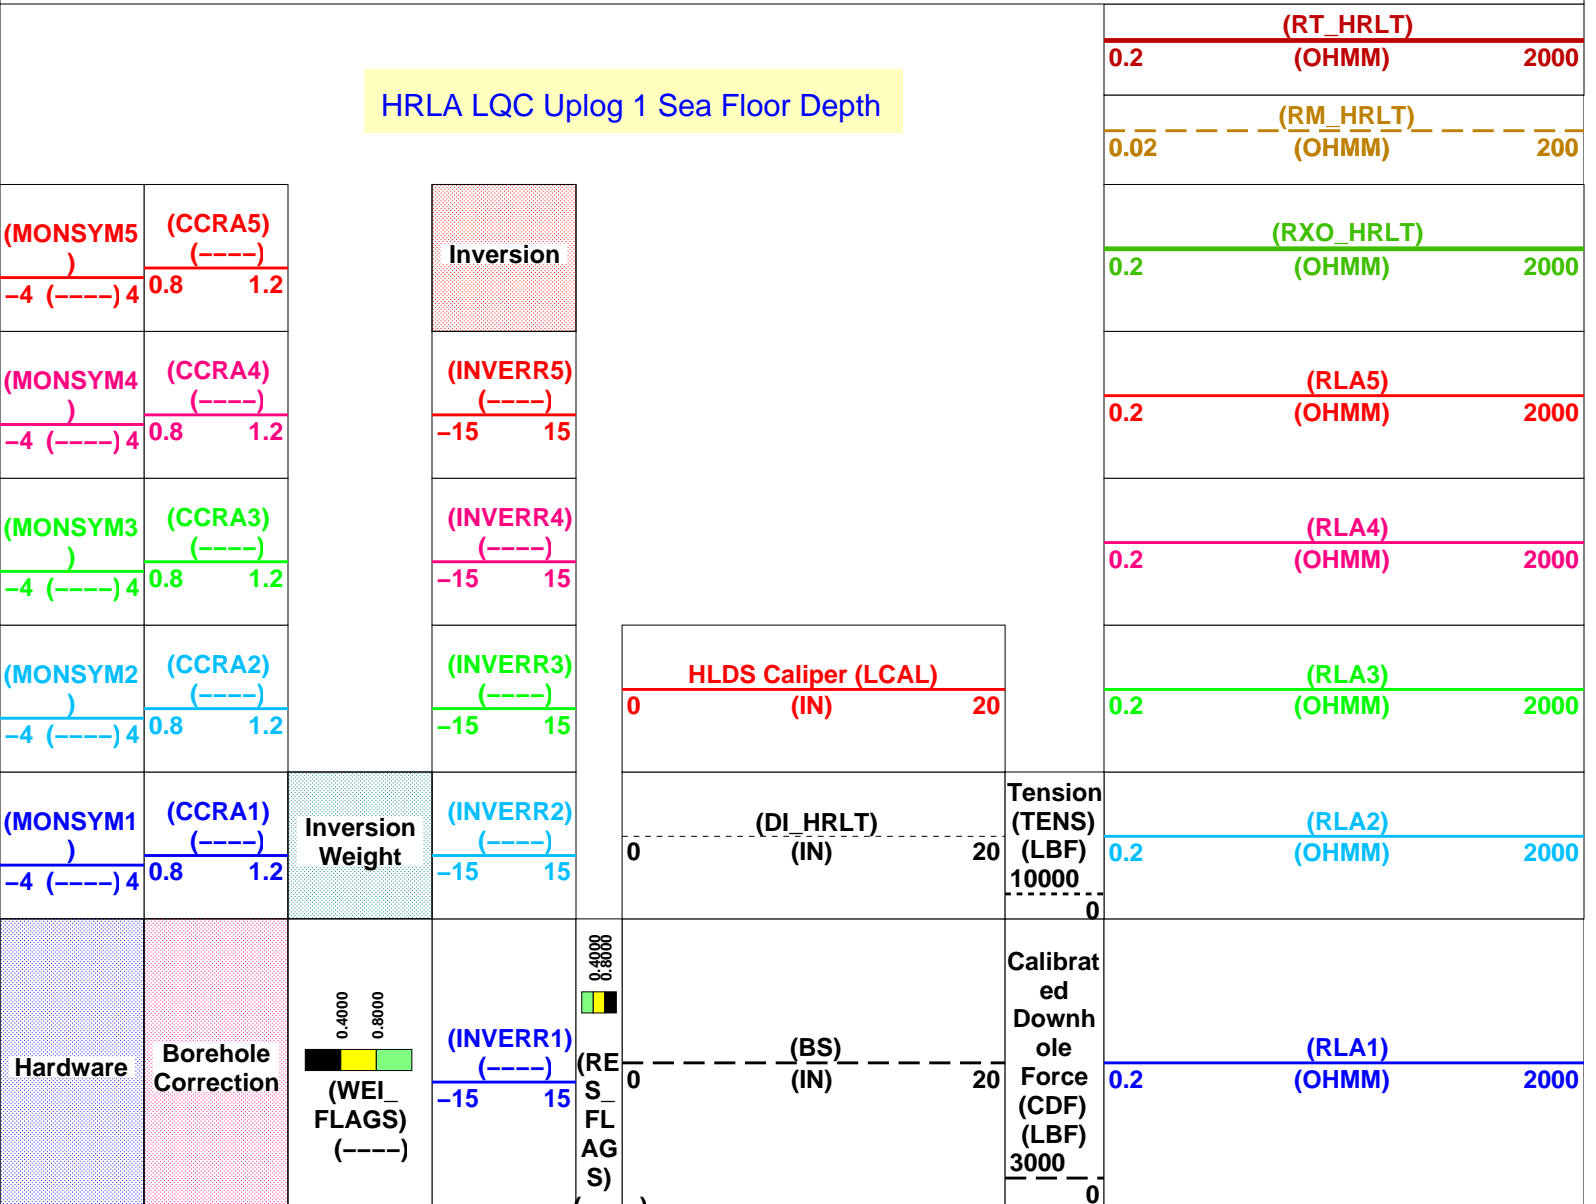 HRLA LQC Uplog 1 Sea Floor Depth
(RT_HRLT)
0.2 (OHMM) 2000
(RM_HRLT)
0.02 (OHMM) 200
(MONSYM5
)
−4 (−−−−) 4
(CCRA5)
(−−−−)
0.8 1.2
Inversion
(RXO_HRLT)
0.2 (OHMM) 2000
(MONSYM4
)
−4 (−−−−) 4
(CCRA4)
(−−−−)
0.8 1.2
(INVERR5)
(−−−−)
−15 15
(RLA5)
0.2 (OHMM) 2000
(MONSYM3
)
−4 (−−−−) 4
(CCRA3)
(−−−−)
0.8 1.2
(INVERR4)
(−−−−)
−15 15
(RLA4)
0.2 (OHMM) 2000
(MONSYM2
)
−4 (−−−−) 4
(CCRA2)
(−−−−)
0.8 1.2
(INVERR3)
(−−−−)
−15 15
HLDS Caliper (LCAL)
0 (IN) 20
(RLA3)
0.2 (OHMM) 2000
(MONSYM1
)
−4 (−−−−) 4
(CCRA1)
(−−−−)
0.8 1.2
Inversion
Weight
(INVERR2)
(−−−−)
−15 15
(DI_HRLT)
0 (IN) 20
Tension
(TENS)
(LBF)
10000
0
(RLA2)
0.2 (OHMM) 2000
Hardware
Borehole
Correction
0.4000
0.8000
(WEI_
FLAGS)
(−−−−)
(INVERR1)
(−−−−)
−15 15
0.4000
0.8000
(RE
S_
FL
AG
S)
(BS)
0 (IN) 20
Calibrat
ed
Downh
ole
Force
(CDF)
(LBF)
3000
0
(RLA1)
0.2 (OHMM) 2000